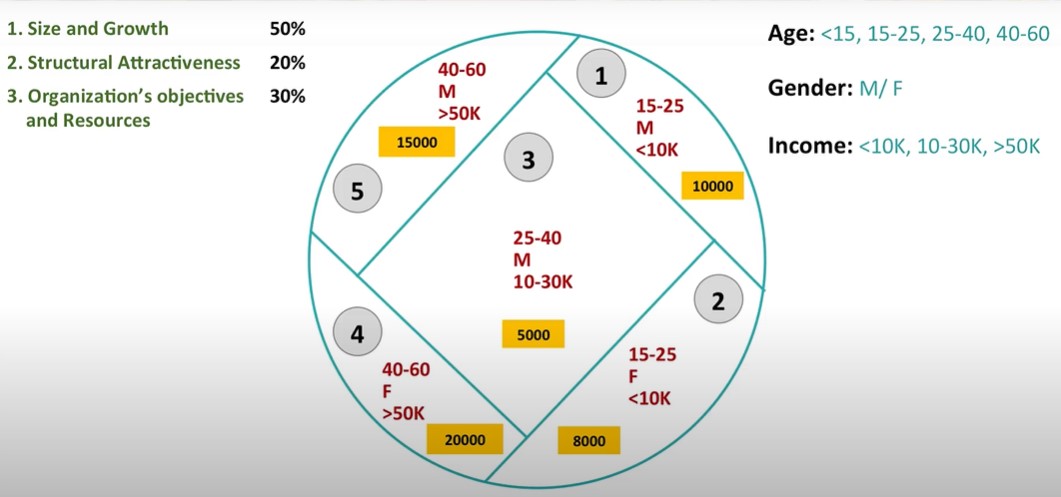 1. Size and Growth 50%
2. Structural Attractiveness 20%
3. Organization's objectives 30%
and Resources
Age: <15, 15-25, 25-40, 40-60
Gender: M/ F
Income: <10K, 10-30K, >50K
1
15-25
M
<10K
10000
2
15-25
F
<10K
8000
3
25-40
M
10-30K
5000
4
40-60
F
>50K
20000
5
40-60
M
>50K
15000